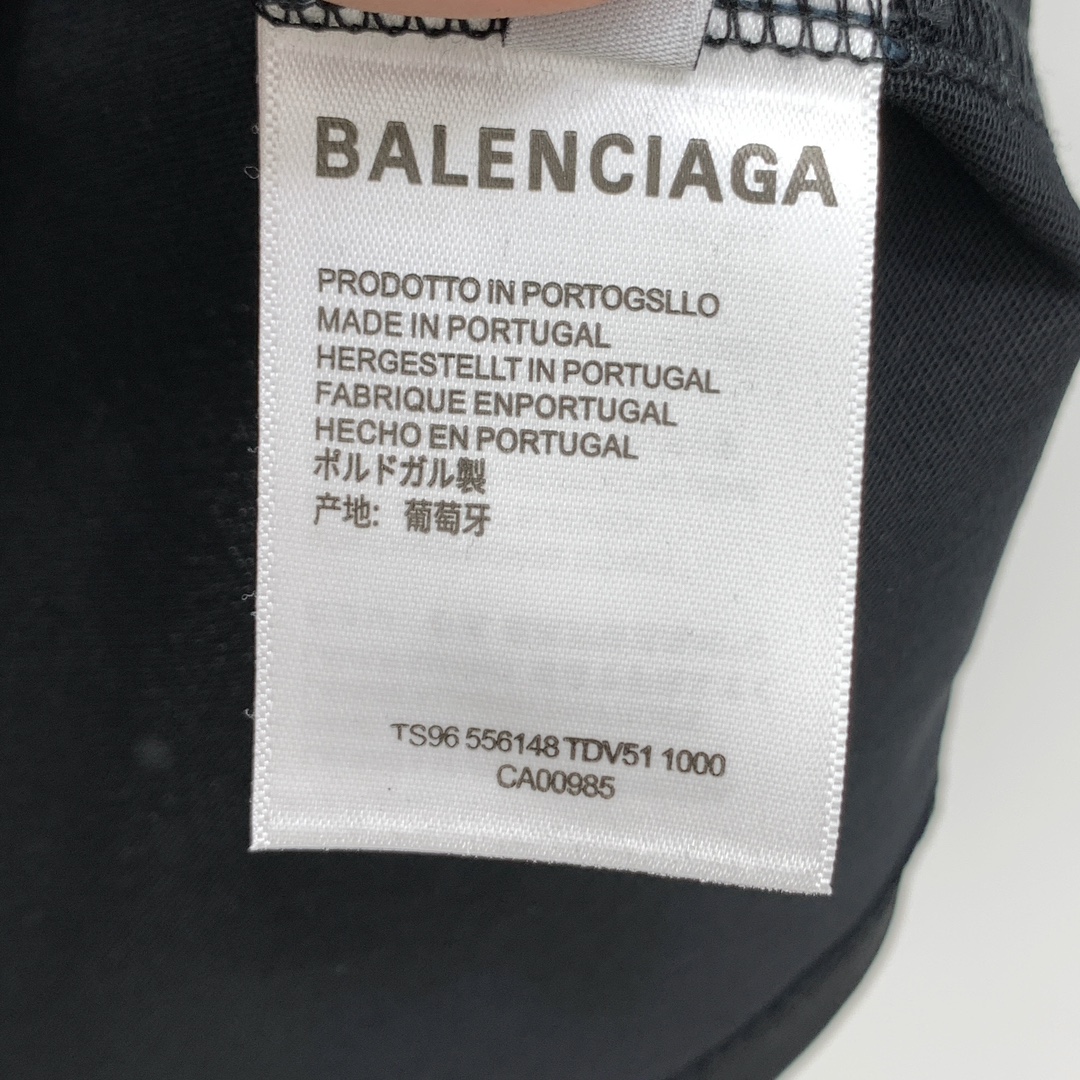 BALENCIAGA
PRODOTTO IN PORTOGSLLO
MADE IN PORTUGAL
HERGESTELLT IN PORTUGAL
FABRIQUE ENPORTUGAL
HECHO EN PORTUGAL
ポルドガル製
产地: 葡萄牙
TS96 556148 TDV51 1000
CA00985